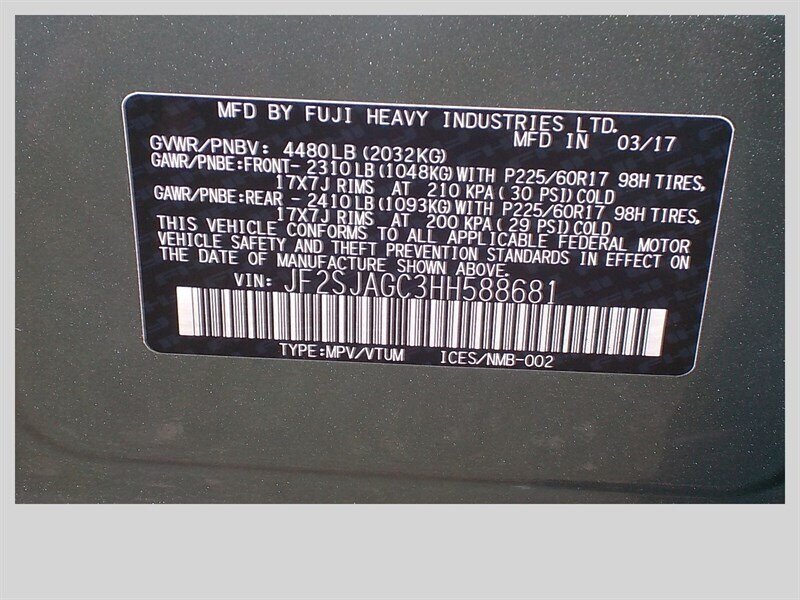 MFD BY FUJI HEAVY INDUSTRIES LTD.
MFD IN 03/17
GVWR/PNBV: 4480LB(2032KG)
GAWR/PNBE:FRONT-2310LB(1048KG)WITH P225/60R17 98H TIRES,
17X7J RIMS AT 210 KPA(30 PSI)COLD
GAWR/PNBE:REAR -2410LB(1093KG)WITH P225/60R17 98H TIRES,
17X7J RIMS AT 200 KPA(29 PSI)COLD
THIS VEHICLE CONFORMS TO ALL APPLICABLE FEDERAL MOTOR
VEHICLE SAFETY AND THEFT PREVENTION STANDARDS IN EFFECT ON
THE DATE OF MANUFACTURE SHOWN ABOVE.
VIN: JF2SJAGC3HH588681
TYPE:MPV/VTUM ICES/NMB-002